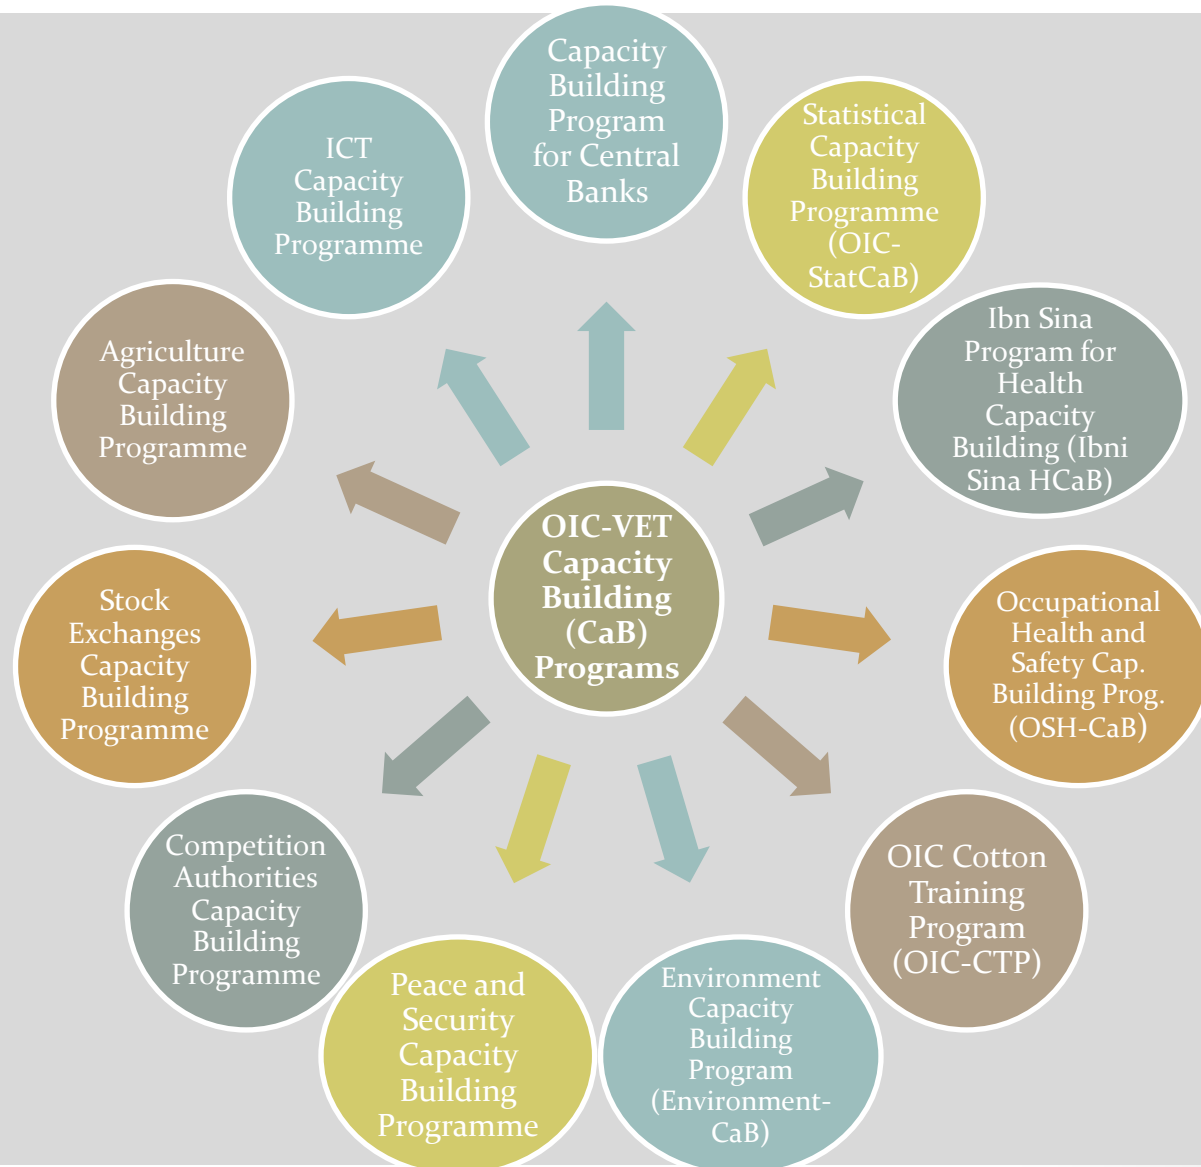 Capacity
Building
Program
for Central
Banks
Statistical
Capacity
Building
Programme
(OIC-
StatCaB)
Ibn Sina
Program for
Health
Capacity
Building (Ibni
Sina HCaB)
Occupational
Health and
Safety Cap.
Building Prog.
(OSH-CaB)
OIC Cotton
Training
Program
(OIC-CTP)
Environment
Capacity
Building
Program
(Environment-
CaB)
Peace and
Security
Capacity
Building
Programme
Competition
Authorities
Capacity
Building
Programme
Stock
Exchanges
Capacity
Building
Programme
Agriculture
Capacity
Building
Programme
ICT
Capacity
Building
Programme
OIC-VET
Capacity
Building
(CaB)
Programs